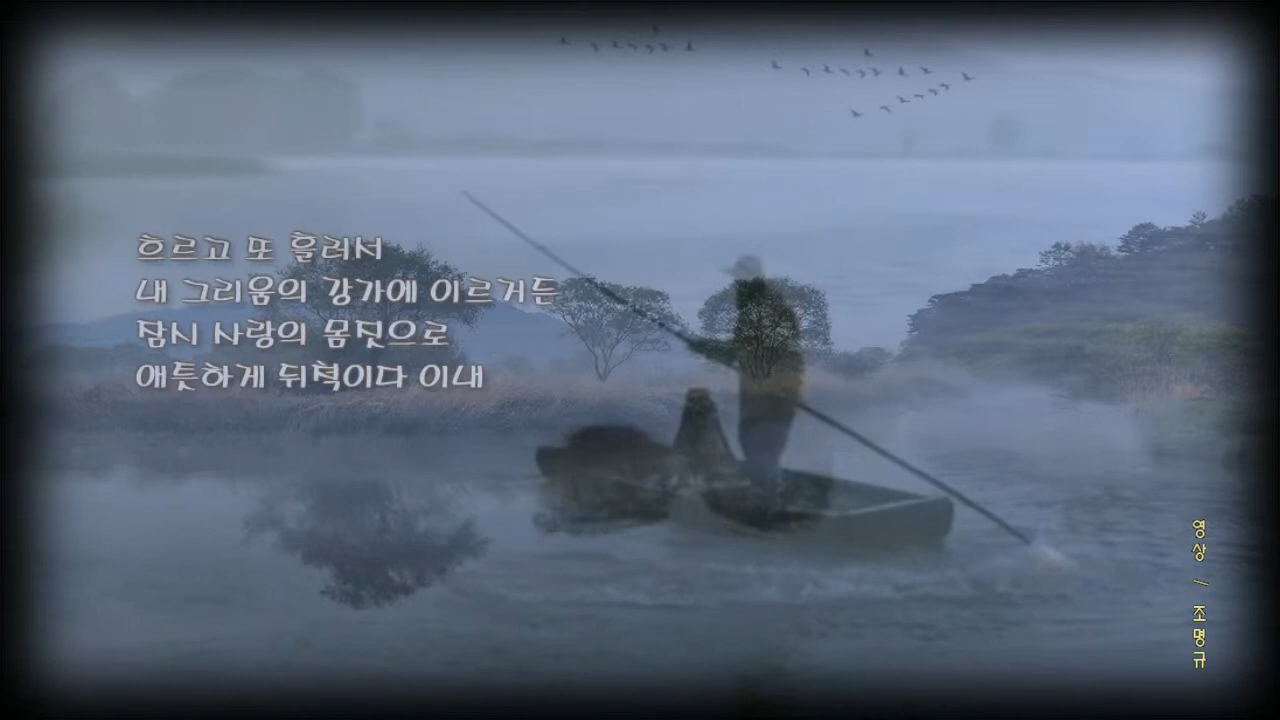 흐르고 또 흘러서
내 그리움의 강가에 이르거든
잠시 사랑의 몸짓으로
애틋하게 뒤척이다 이내
영상 / 조명규